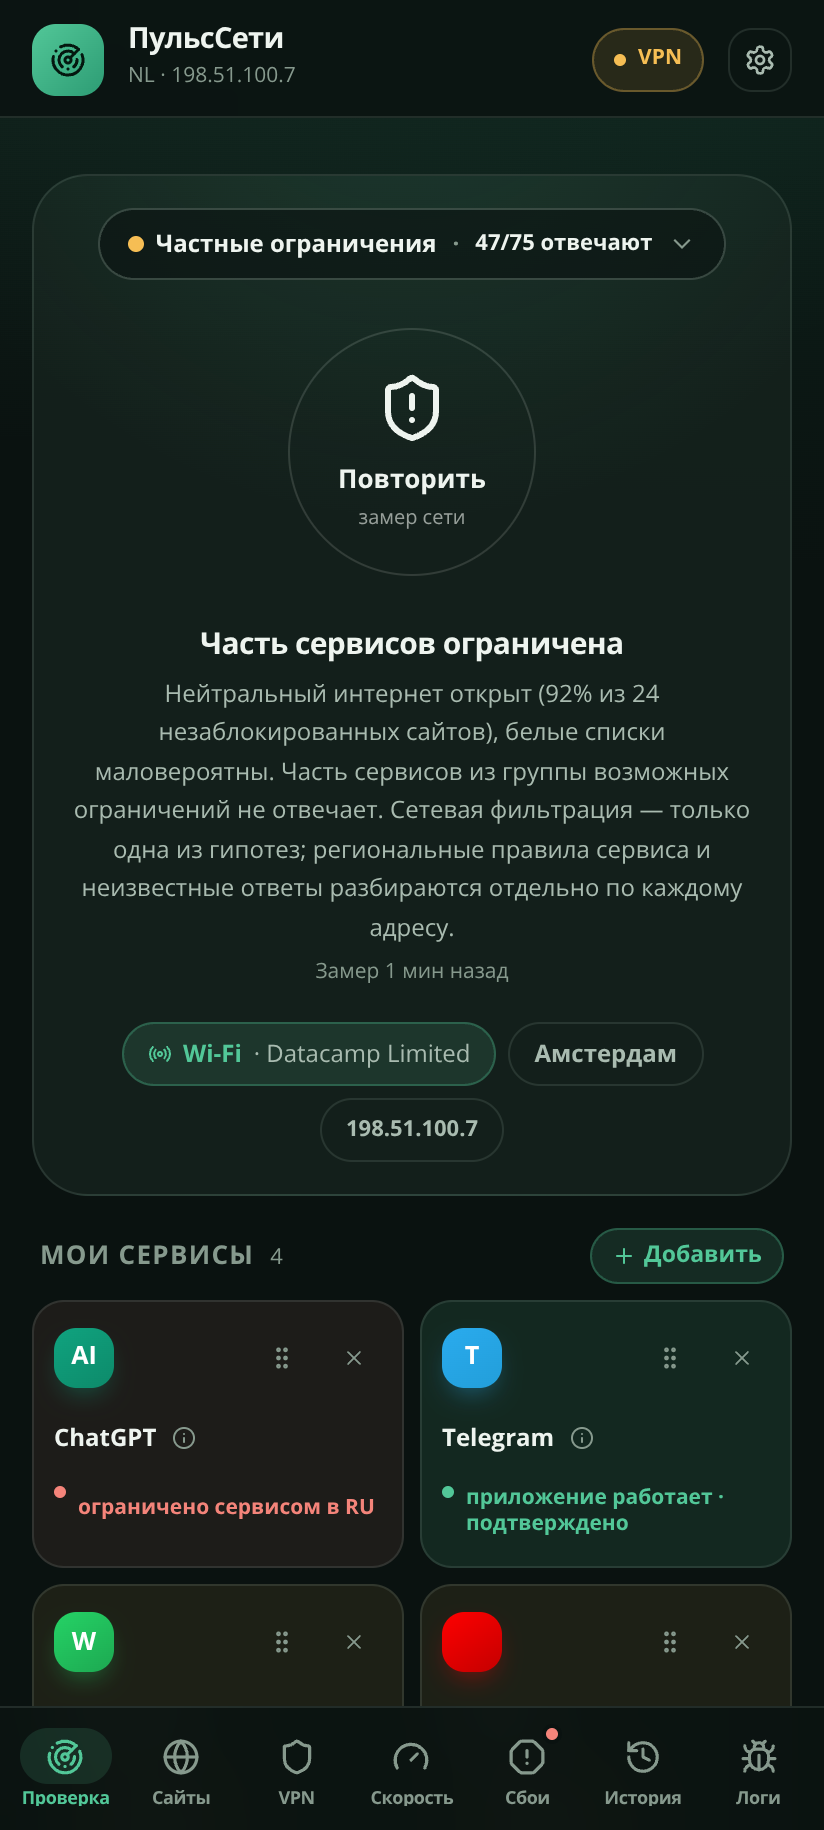 ПульсСети
NL · 198.51.100.7
VPN
Частные ограничения · 47/75 отвечают
Повторить
замер сети
Часть сервисов ограничена
Нейтральный интернет открыт (92% из 24
незаблокированных сайтов), белые списки
маловероятны. Часть сервисов из группы возможных
ограничений не отвечает. Сетевая фильтрация — только
одна из гипотез; региональные правила сервиса и
неизвестные ответы разбираются отдельно по каждому
адресу.
Замер 1 мин назад
Wi-Fi · Datacamp Limited
Амстердам
198.51.100.7
МОИ СЕРВИСЫ 4
+ Добавить
AI
ChatGPT
ограничено сервисом в RU
T
Telegram
приложение работает ·
подтверждено
W
Проверка
Сайты
VPN
Скорость
Сбои
История
Логи